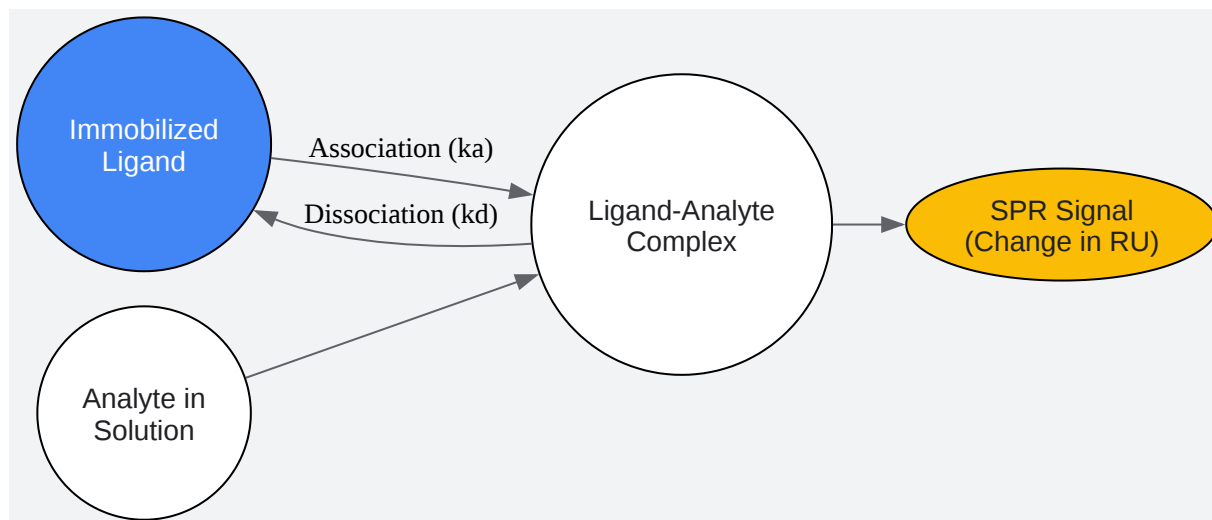 Immobilized
Ligand
Association (ka)
Dissociation (kd)
Ligand-Analyte
Complex
SPR Signal
(Change in RU)
Analyte in
Solution